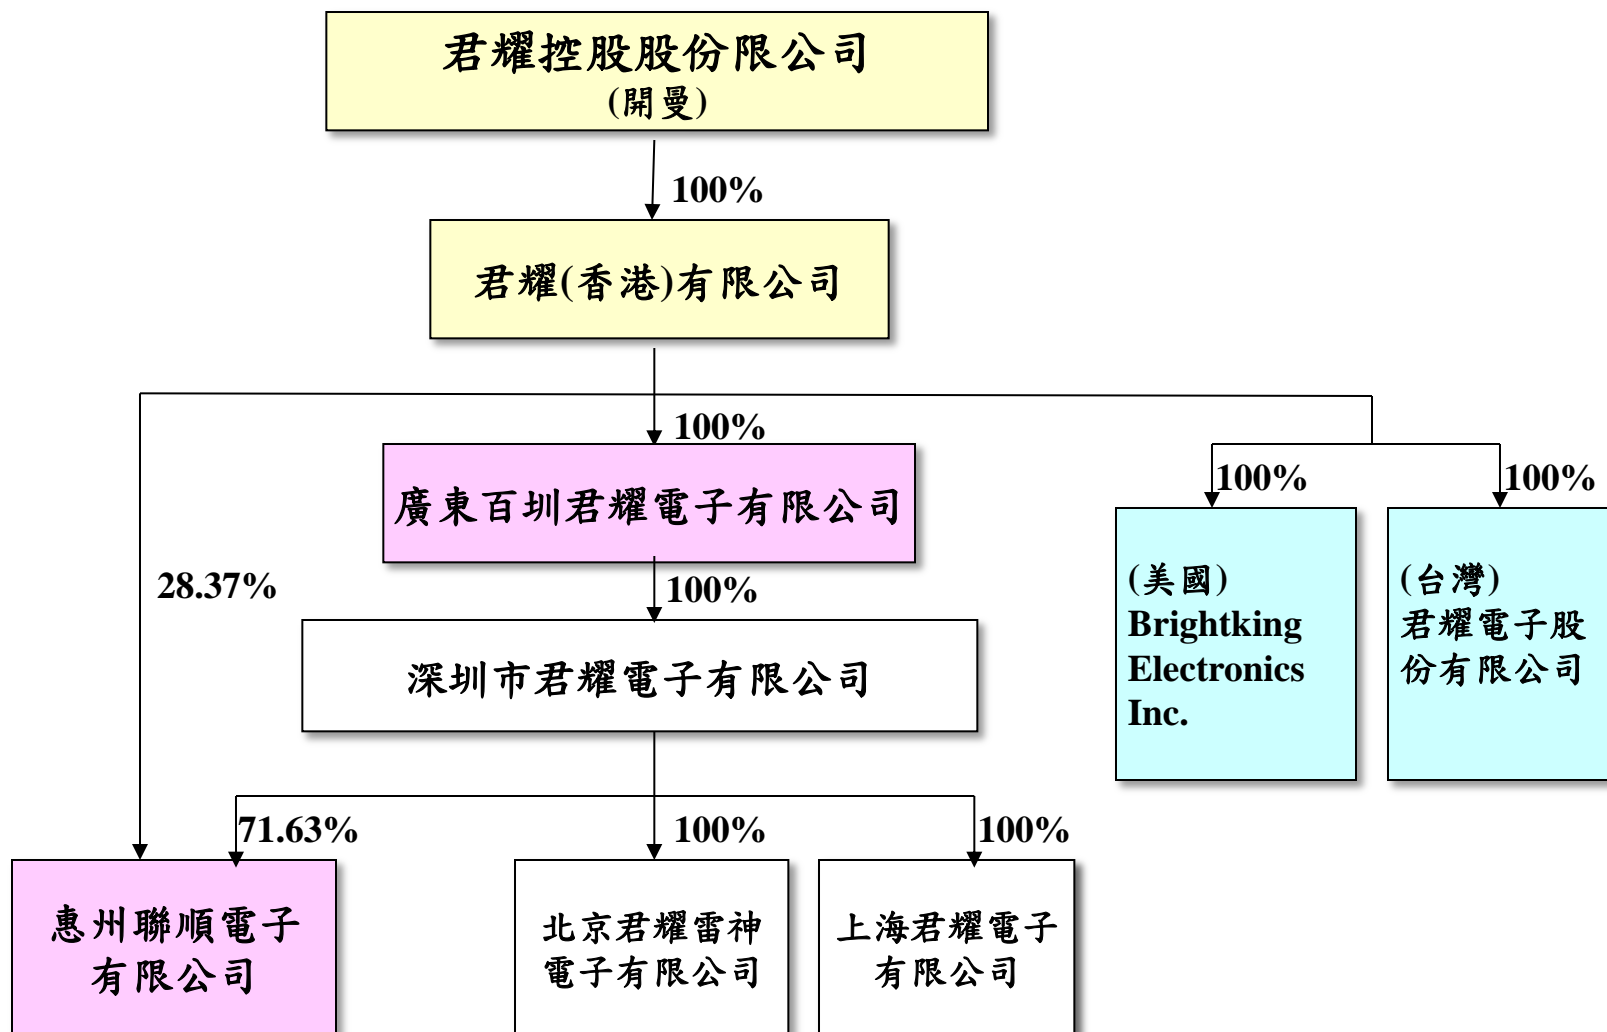 君耀控股股份限公司
(開曼)
100%
君耀(香港)有限公司
100%
廣東百圳君耀電子有限公司
100%
100%
28.37%
100%
(美國)
Brightking
Electronics
Inc.
(台灣)
君耀電子股
份有限公司
深圳市君耀電子有限公司
71.63%
100%
100%
惠州聯順電子
有限公司
北京君耀雷神
電子有限公司
上海君耀電子
有限公司